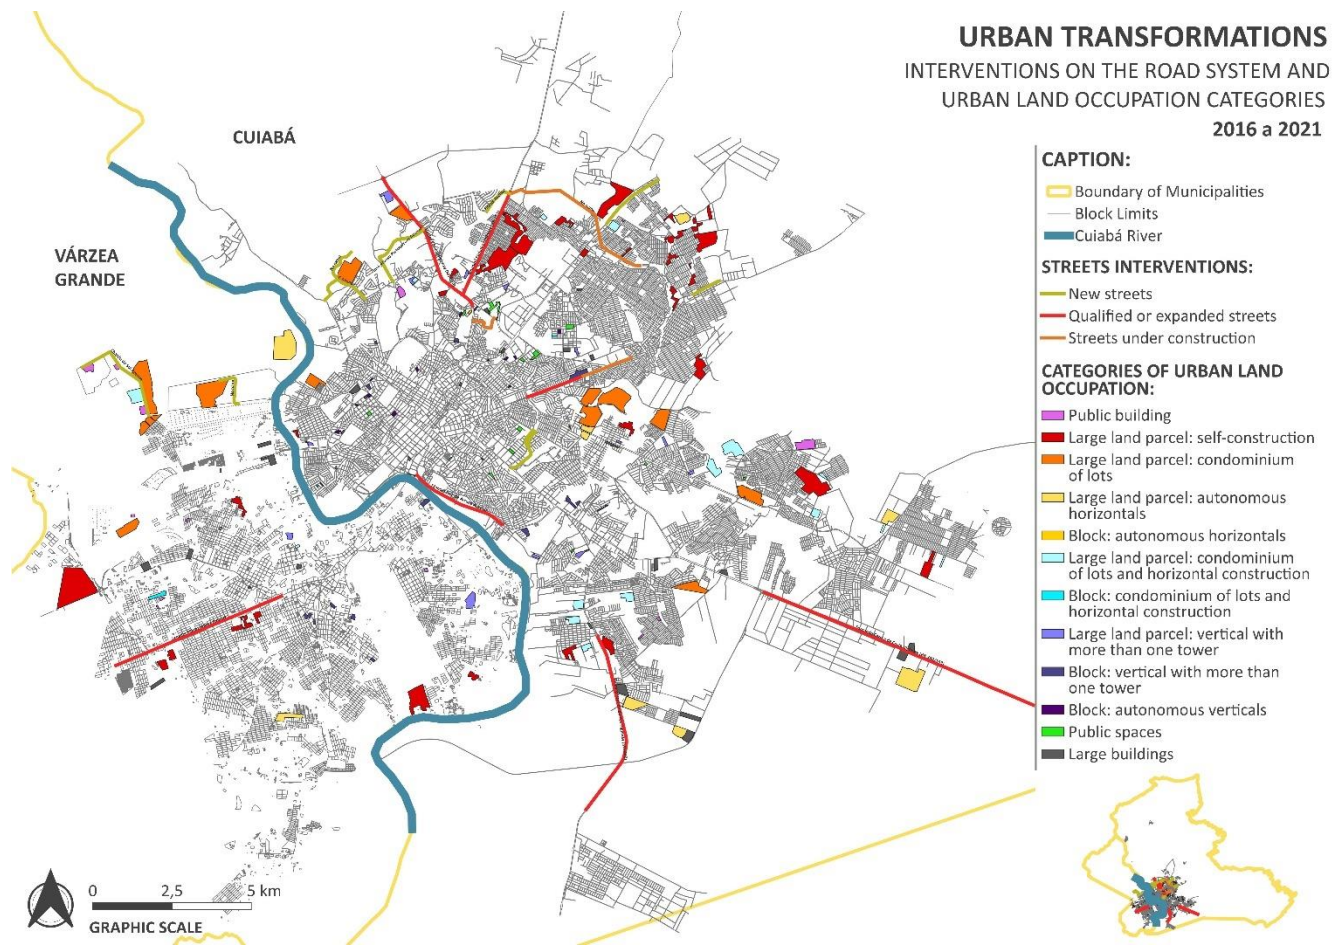 URBAN TRANSFORMATIONS
INTERVENTIONS ON THE ROAD SYSTEM AND
URBAN LAND OCCUPATION CATEGORIES
2016 a 2021
CUIABÁ
VÁRZEA
GRANDE
CAPTION:
Boundary of Municipalities
Block Limits
Cuiabá River
STREETS INTERVENTIONS:
New streets
Qualified or expanded streets
Streets under construction
CATEGORIES OF URBAN LAND
OCCUPATION:
Public building
Large land parcel: self-construction
Large land parcel: condominium
of lots
Large land parcel: autonomous
horizontals
Block: autonomous horizontals
Large land parcel: condominium
of lots and horizontal construction
Block: condominium of lots and
horizontal construction
Large land parcel: vertical with
more than one tower
Block: vertical with more than
one tower
Block: autonomous verticals
Public spaces
Large buildings
0 2,5 5 km
GRAPHIC SCALE